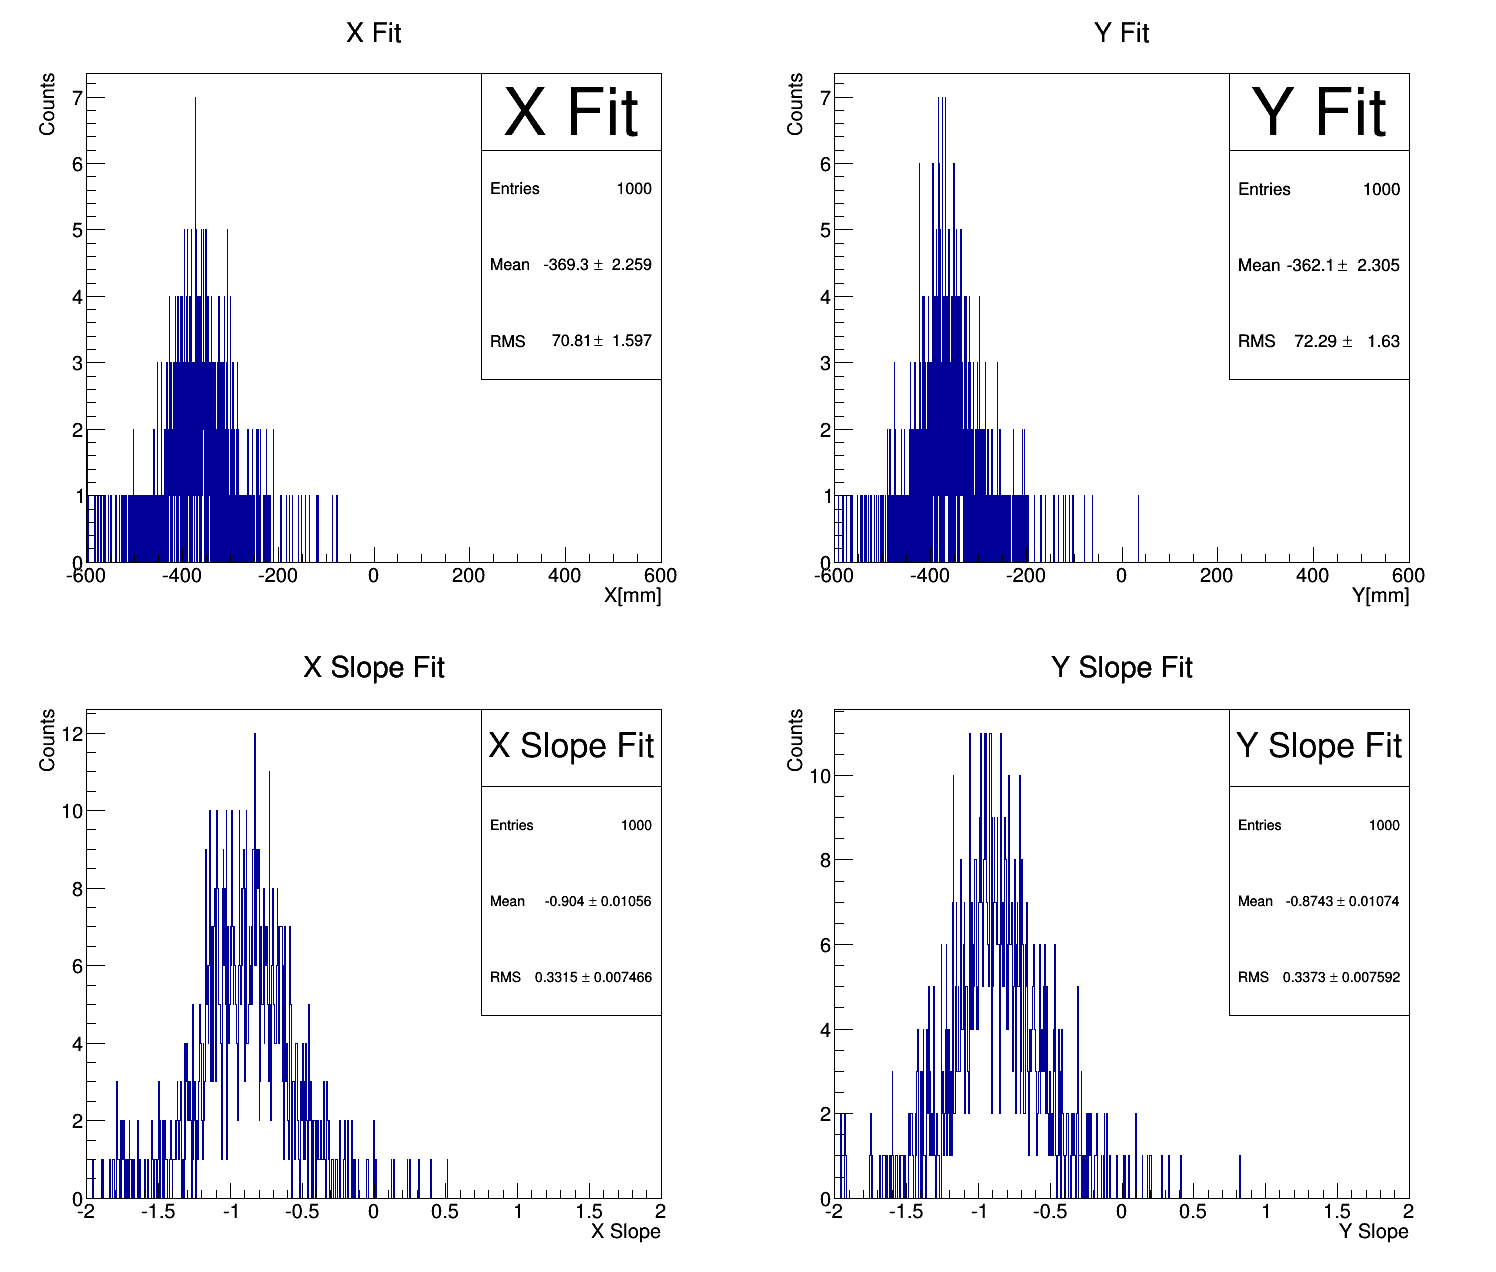 X Fit
Counts
7
6
5
4
3
2
1
0
-600 -400 -200 0 200 400 600
X[mm]
X Fit
Entries 1000
Mean -369.3 ± 2.259
RMS 70.81 ± 1.597
Y Fit
Counts
7
6
5
4
3
2
1
0
-600 -400 -200 0 200 400 600
Y[mm]
Y Fit
Entries 1000
Mean -362.1 ± 2.305
RMS 72.29 ± 1.63
X Slope Fit
Counts
12
10
8
6
4
2
0
-2 -1.5 -1 -0.5 0 0.5 1 1.5 2
X Slope
X Slope Fit
Entries 1000
Mean -0.904 ± 0.01056
RMS 0.3315 ± 0.007466
Y Slope Fit
Counts
10
8
6
4
2
0
-2 -1.5 -1 -0.5 0 0.5 1 1.5 2
Y Slope
Y Slope Fit
Entries 1000
Mean -0.8743 ± 0.01074
RMS 0.3373 ± 0.007592